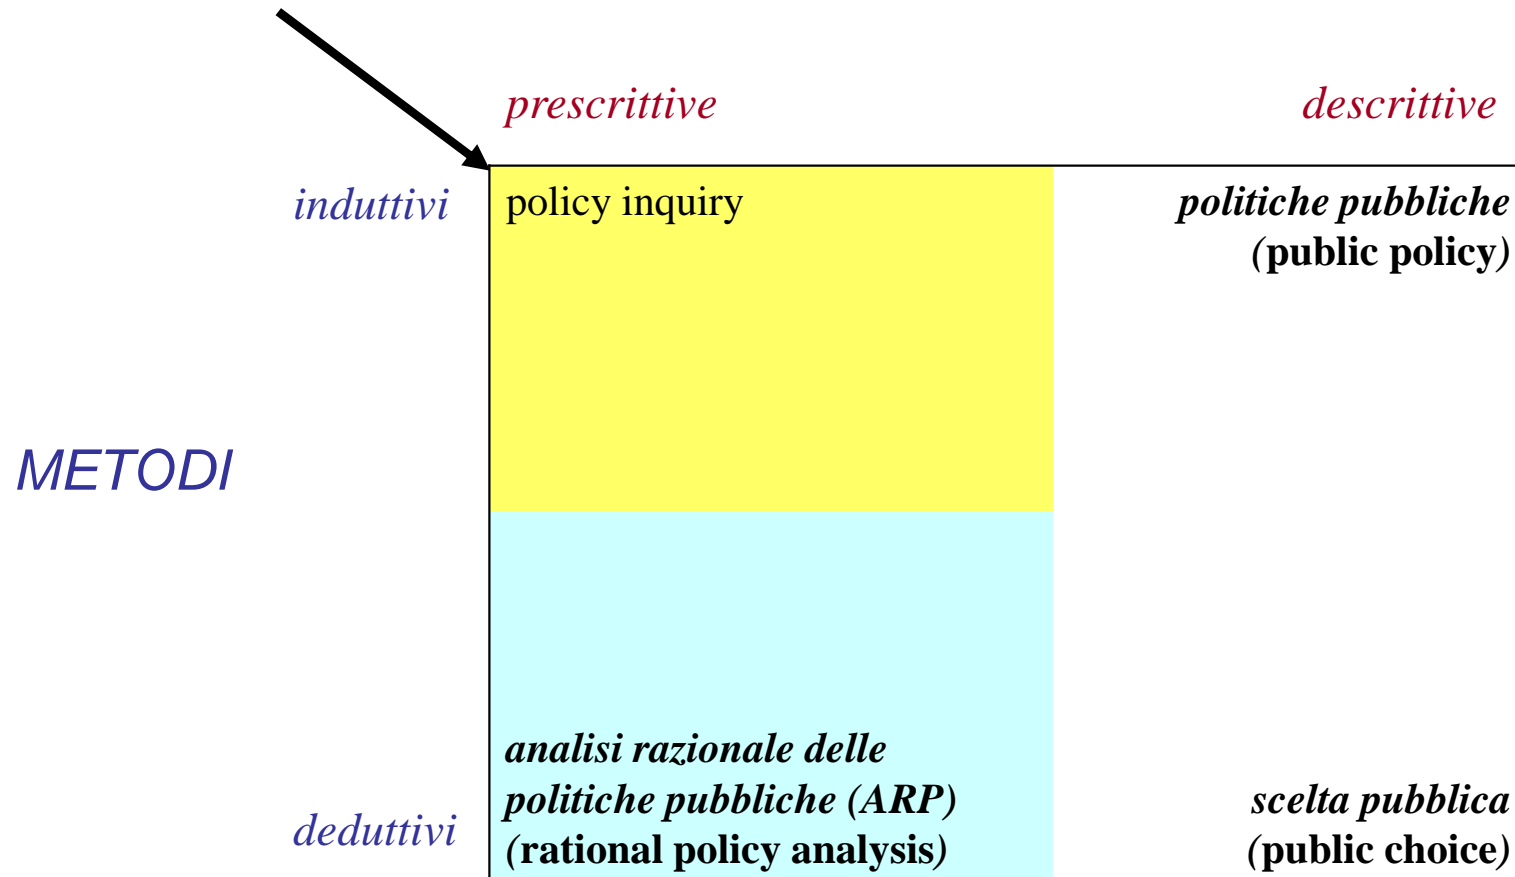 prescrittive
descrittive
induttivi
policy inquiry
politiche pubbliche
(public policy)
METODI
analisi razionale delle
politiche pubbliche (ARP)
(rational policy analysis)
deduttivi
scelta pubblica
(public choice)